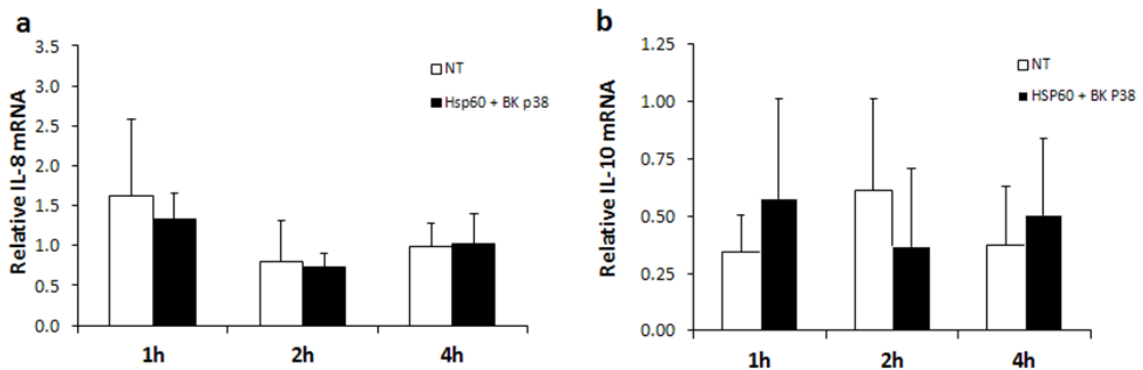 a
Relative IL-8 mRNA
3.5
3.0
2.5
2.0
1.5
1.0
0.5
0.0
NT
Hsp60 + BK p38
1h 2h 4h
b
Relative IL-10 mRNA
1.25
1.00
0.75
0.50
0.25
0.00
NT
HSP60 + BK P38
1h 2h 4h